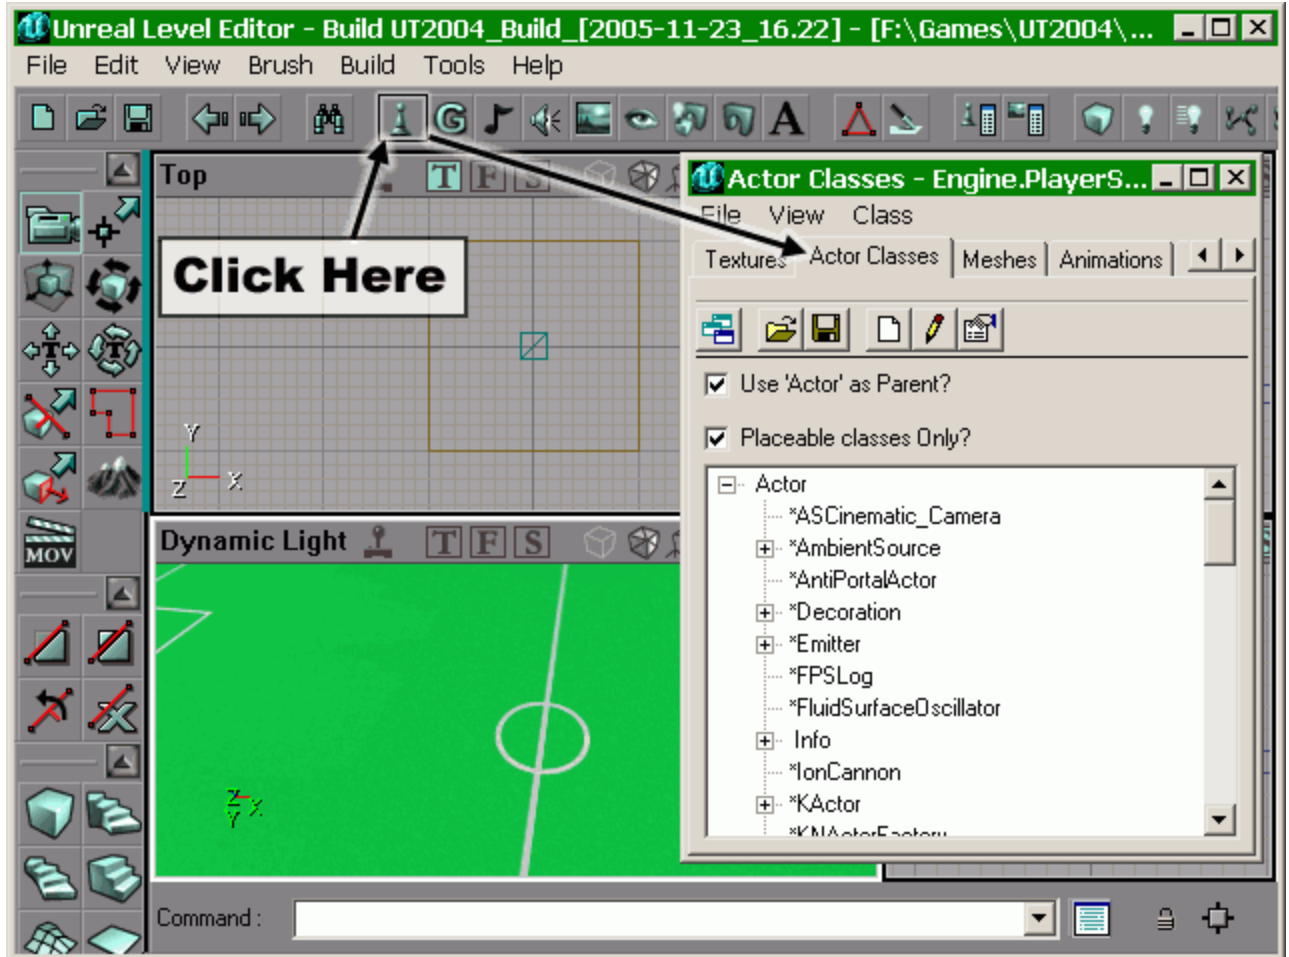 Unreal Level Editor - Build UT2004_Build_[2005-11-23_16.22] - [F:\Games\UT2004\...
File Edit View Brush Build Tools Help
G A
Top T F S
Click Here
Y
Z X
MOV
Dynamic Light T F S
Z X
Y
Actor Classes - Engine.PlayerS...
File View Class
Textures Actor Classes Meshes Animations
Use 'Actor' as Parent?
Placeable classes Only?
Actor
*ASCinematic_Camera
*AmbientSource
*AntiPortalActor
*Decoration
*Emitter
*FPSLog
*FluidSurfaceOscillator
Info
*IonCannon
*KActor
*KNActorFactory
Command :